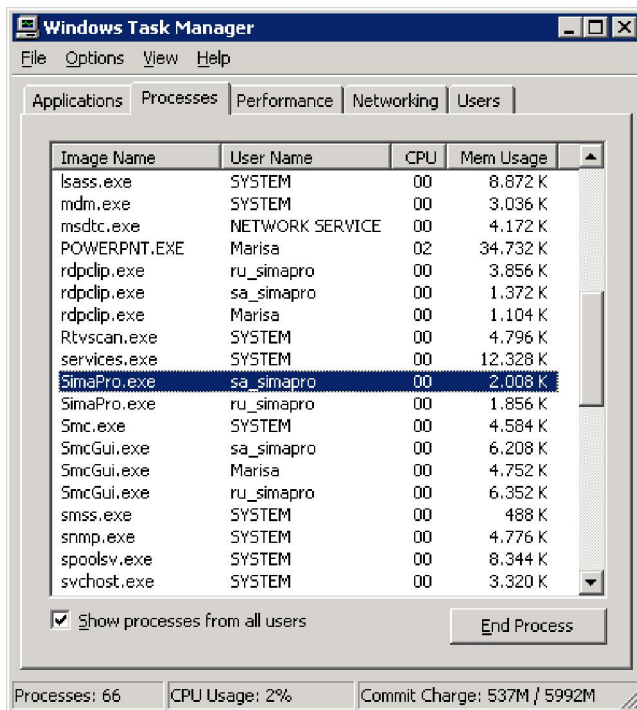 Windows Task Manager
File Options View Help
Applications Processes Performance Networking Users
Image Name User Name CPU Mem Usage
lsass.exe SYSTEM 00 8.872 K
mdm.exe SYSTEM 00 3.036 K
msdtc.exe NETWORK SERVICE 00 4.172 K
POWERPNT.EXE Marisa 02 34.732 K
rdpclip.exe ru_simapro 00 3.856 K
rdpclip.exe sa_simapro 00 1.372 K
rdpclip.exe Marisa 00 1.104 K
Rtvscan.exe SYSTEM 00 4.796 K
services.exe SYSTEM 00 12.328 K
SimaPro.exe sa_simapro 00 2.008 K
SimaPro.exe ru_simapro 00 1.856 K
Smc.exe SYSTEM 00 4.584 K
SmcGui.exe sa_simapro 00 6.208 K
SmcGui.exe Marisa 00 4.752 K
SmcGui.exe ru_simapro 00 6.352 K
smss.exe SYSTEM 00 488 K
snmp.exe SYSTEM 00 4.776 K
spoolsv.exe SYSTEM 00 8.344 K
svchost.exe SYSTEM 00 3.320 K
Show processes from all users End Process
Processes: 66 CPU Usage: 2% Commit Charge: 537M / 5992M